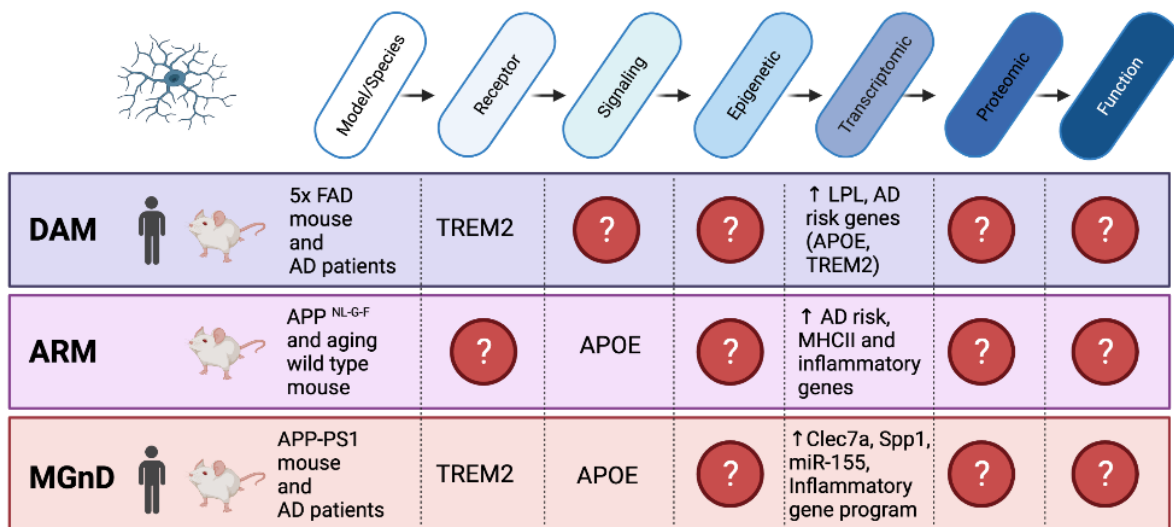 Model/Species
Receptor
Signaling
Epigenetic
Transcriptomic
Proteomic
Function
DAM
5x FAD
mouse
and
AD patients
TREM2
?
?
↑ LPL, AD
risk genes
(APOE,
TREM2)
?
?
ARM
APP NL-G-F
and aging
wild type
mouse
?
APOE
?
↑ AD risk,
MHCII and
inflammatory
genes
?
?
MGnD
APP-PS1
mouse
and
AD patients
TREM2
APOE
?
↑Clec7a, Spp1,
miR-155,
Inflammatory
gene program
?
?